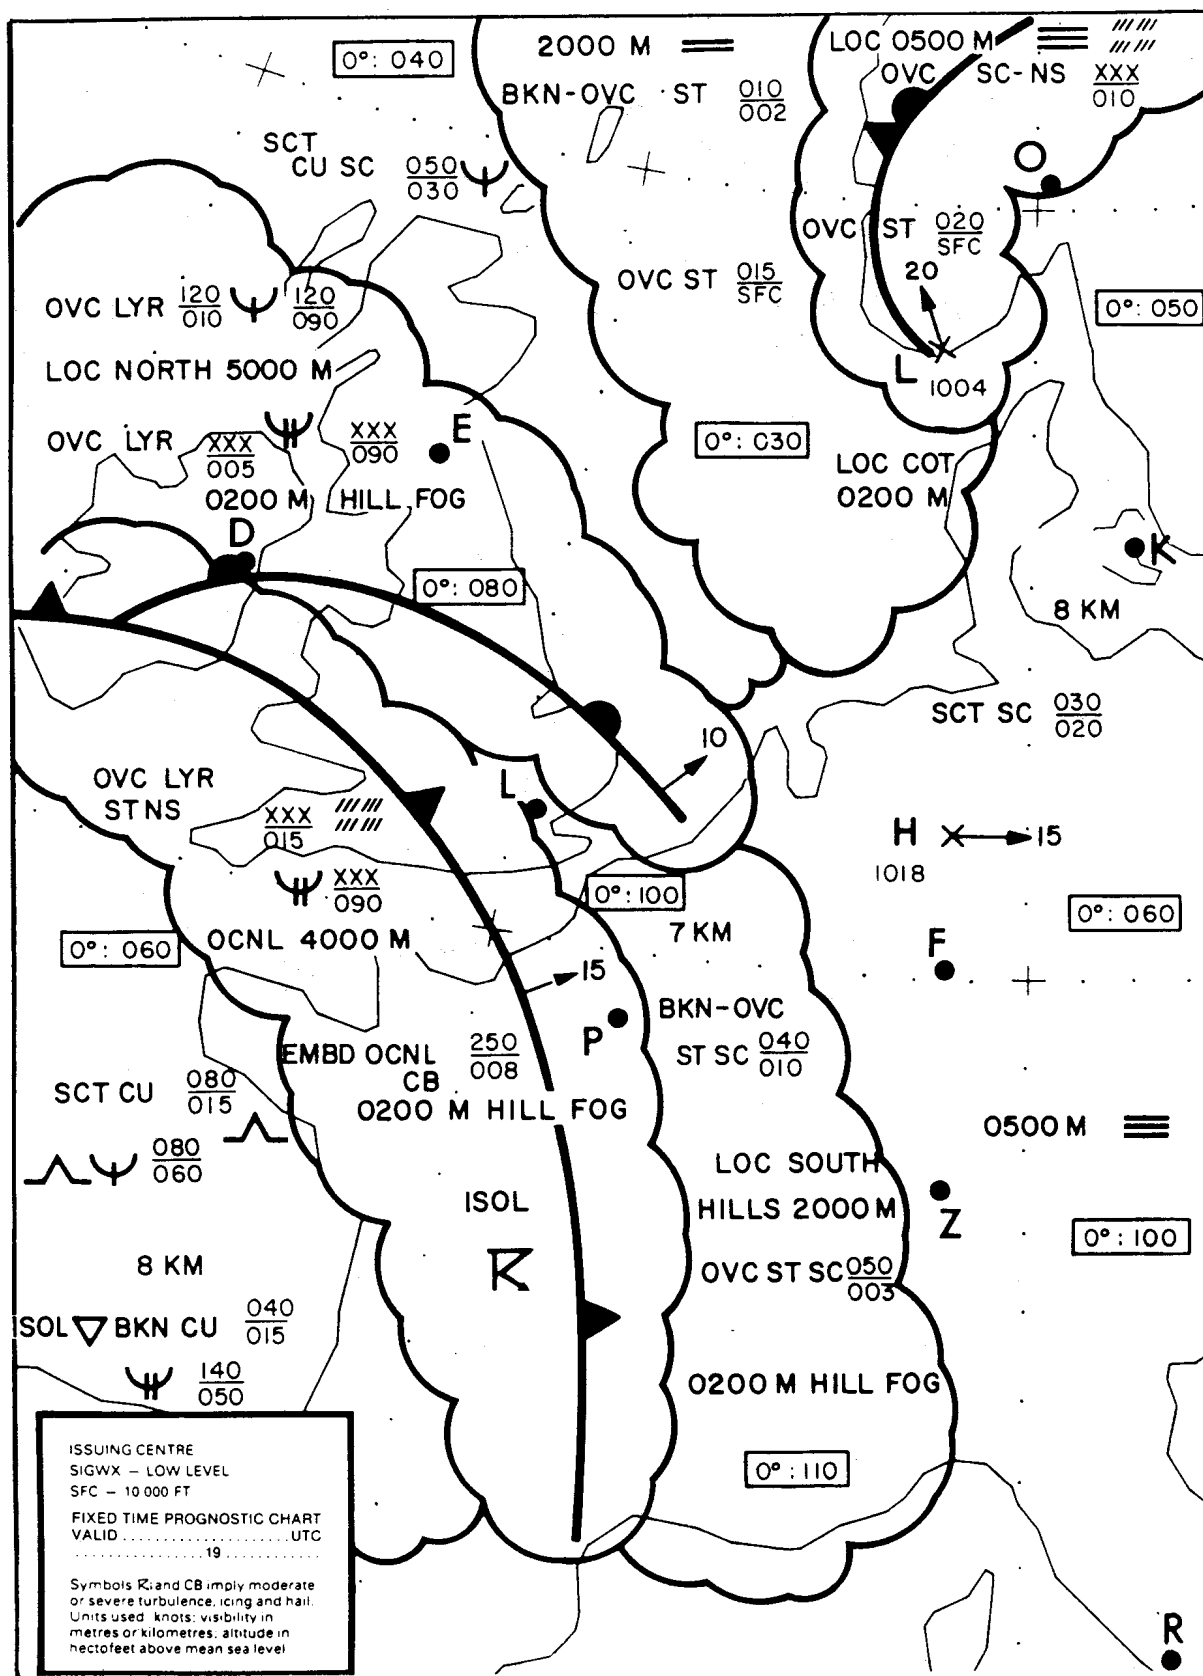 0°: 040
2000 M
BKN-OVC ST 010
002
LOC 0500 M
OVC SC-NS XXX
010
SCT
CU SC 050
030
O
OVC ST 020
SFC
20
OVC ST 015
SFC
0°: 050
OVC LYR 120
010
120
090
LOC NORTH 5000 M
L 1004
E
OVC LYR XXX
005
XXX
090
0200 M HILL FOG
0°: 030
LOC COT
0200 M
D
K
0°: 080
8 KM
SCT SC 030
020
10
OVC LYR
STNS
XXX
015
L
H 15
1018
XXX
090
0°: 100
0°: 060
0°: 060
OCNL 4000 M
7 KM
F
15
P
BKN-OVC
ST SC 040
010
EMBD OCNL
CB
250
008
0200 M HILL FOG
SCT CU 080
015
080
060
0500 M
LOC SOUTH
HILLS 2000 M
Z
ISOL
0°: 100
8 KM
OVC ST SC 050
003
ISOL BKN CU 040
015
140
050
0200 M HILL FOG
0°: 110
ISSUING CENTRE
SIGWX – LOW LEVEL
SFC – 10 000 FT
FIXED TIME PROGNOSTIC CHART
VALID ..................... UTC
................. 19 ............
Symbols and CB imply moderate
or severe turbulence, icing and hail.
Units used: knots; visibility in
metres or kilometres; altitude in
hectofeet above mean sea level
R